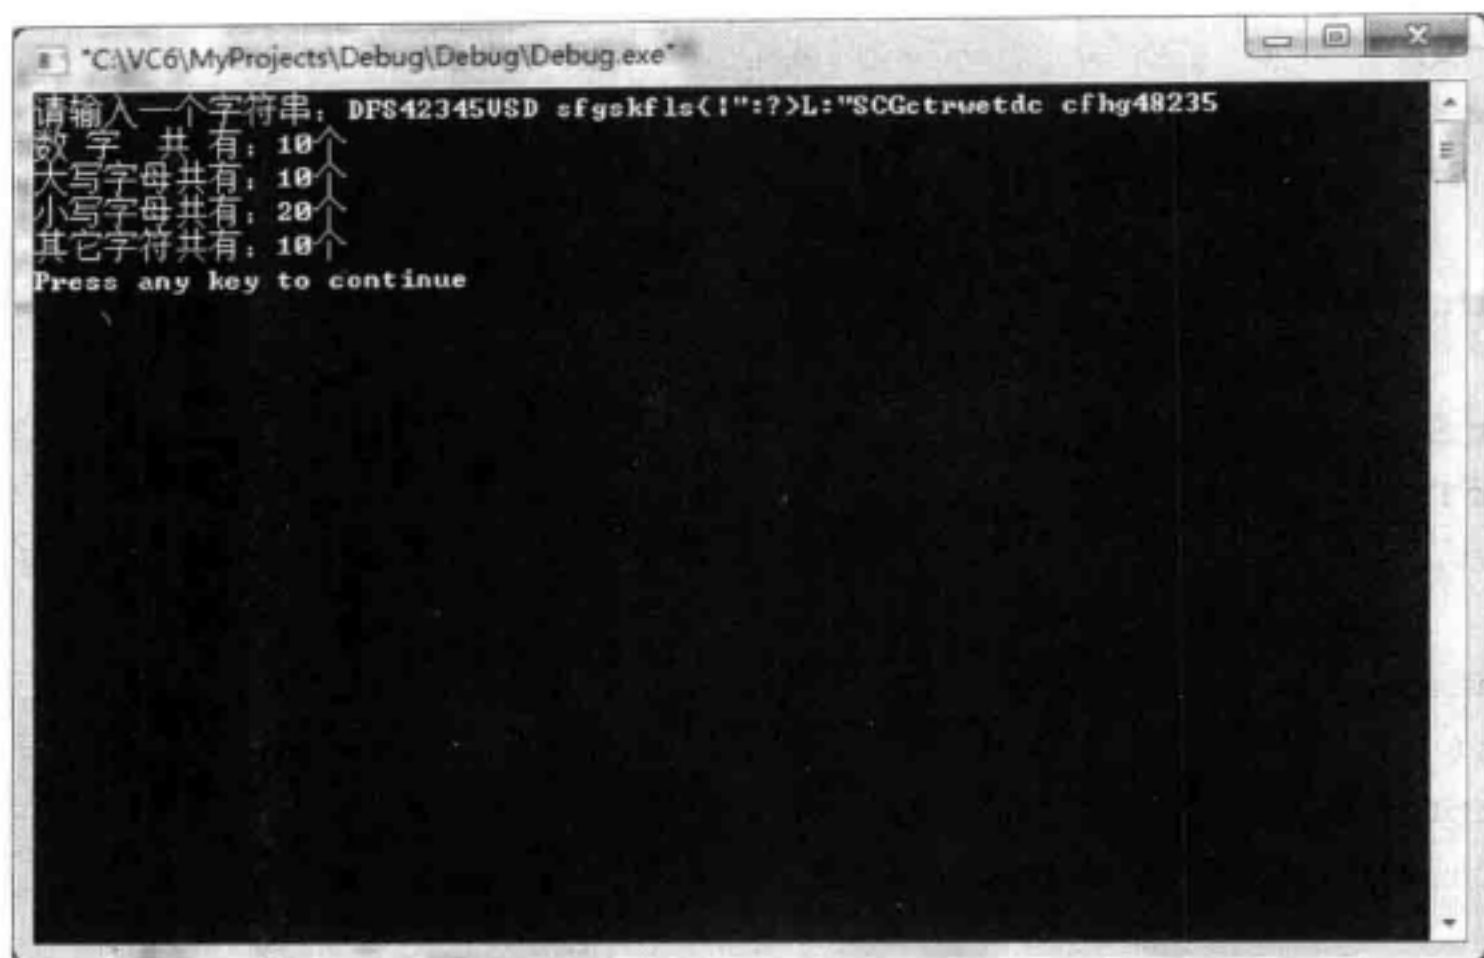 "C:\VC6\MyProjects\Debug\Debug\Debug.exe"
请输入一个字符串：DFS42345VSD sfgskfls{|":?>L:"SCGctrwetdc cfhg48235
数 字  共 有：10个
大写字母共有：10个
小写字母共有：20个
其它字符共有：10个
Press any key to continue